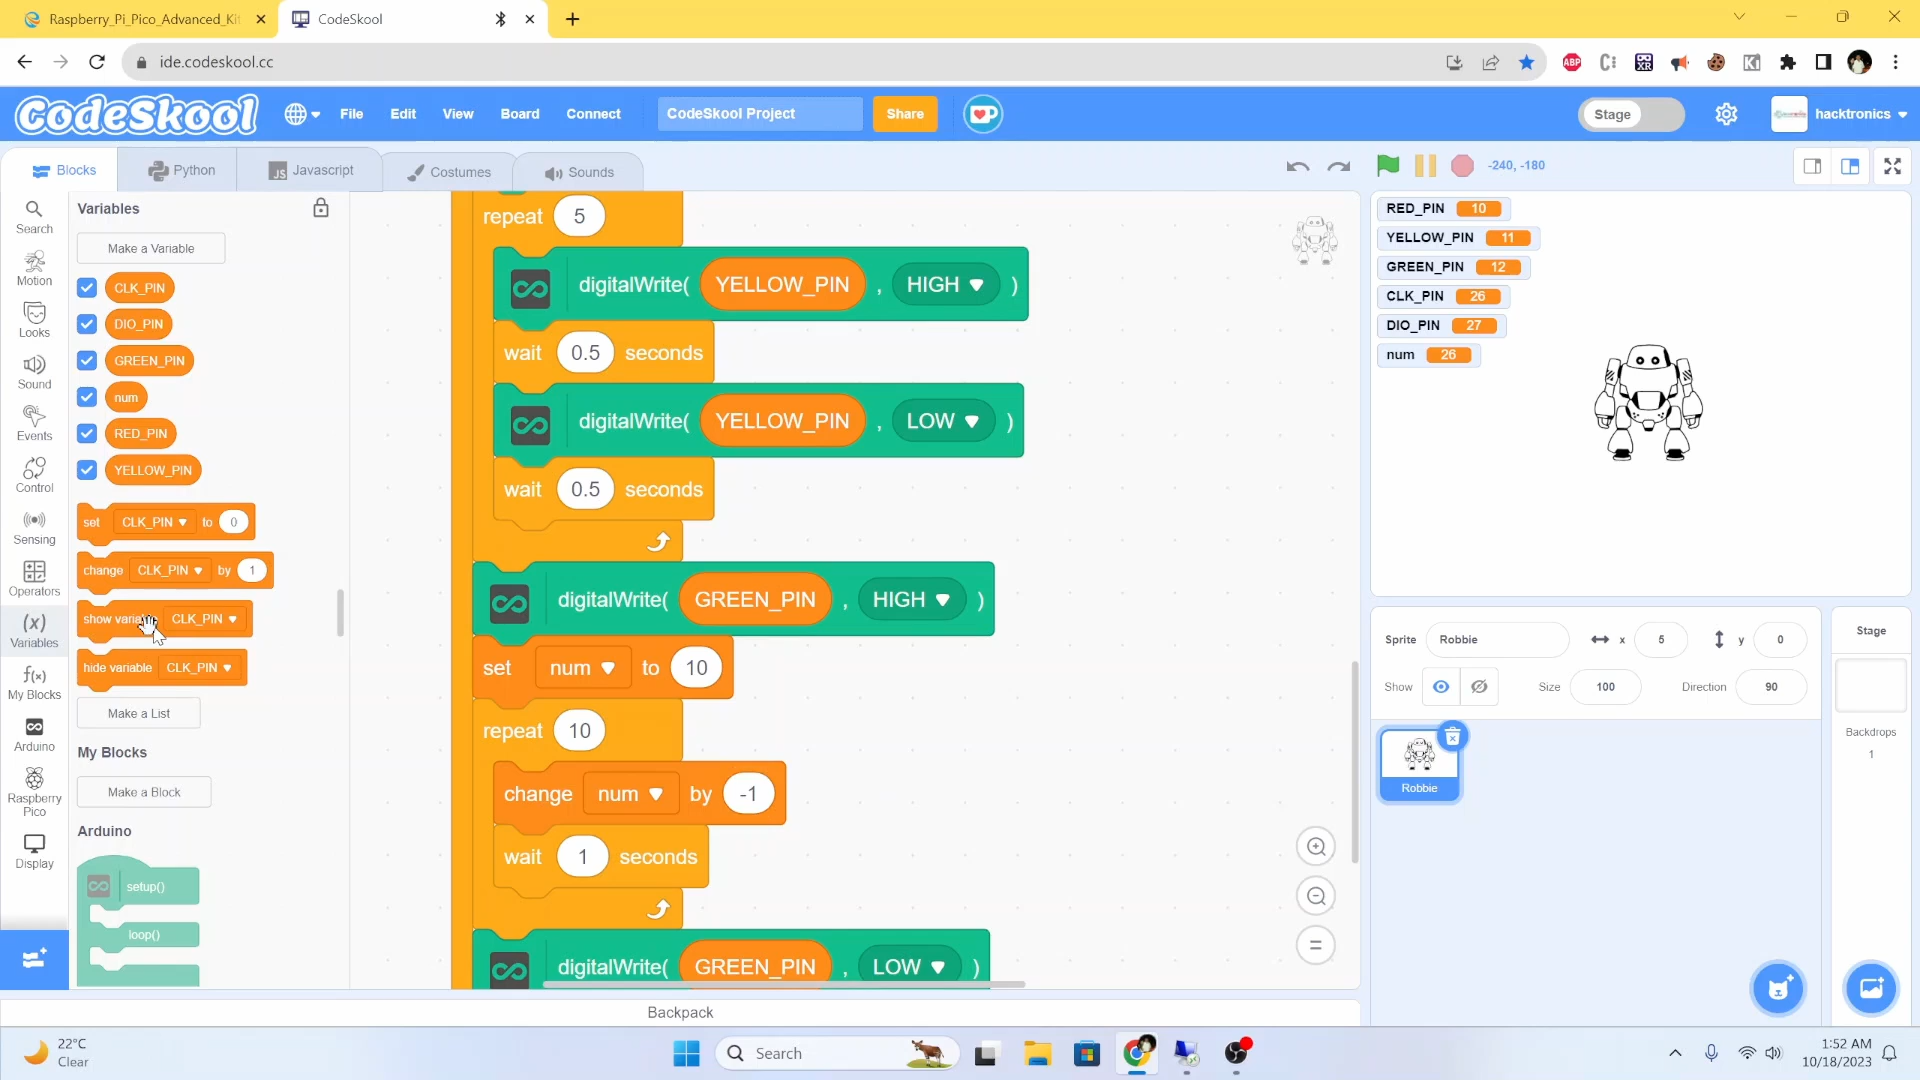 Raspberry_Pi_Pico_Advanced_Kit
CodeSkool
ide.codeskool.cc
ABP
XR
CodeSkool
File
Edit
View
Board
Connect
CodeSkool Project
Share
Stage
hacktronics
Blocks
Python
JS Javascript
Costumes
Sounds
-240, -180
Search
Motion
Looks
Sound
Events
Control
Sensing
Operators
(x)
Variables
f(x)
My Blocks
Arduino
Raspberry
Pico
Display
Variables
Make a Variable
CLK_PIN
DIO_PIN
GREEN_PIN
num
RED_PIN
YELLOW_PIN
set CLK_PIN to 0
change CLK_PIN by 1
show variable CLK_PIN
hide variable CLK_PIN
Make a List
My Blocks
Make a Block
Arduino
setup()
loop()
repeat 5
digitalWrite( YELLOW_PIN , HIGH )
wait 0.5 seconds
digitalWrite( YELLOW_PIN , LOW )
wait 0.5 seconds
digitalWrite( GREEN_PIN , HIGH )
set num to 10
repeat 10
change num by -1
wait 1 seconds
digitalWrite( GREEN_PIN , LOW )
Backpack
RED_PIN 10
YELLOW_PIN 11
GREEN_PIN 12
CLK_PIN 26
DIO_PIN 27
num 26
Sprite Robbie x 5 y 0
Show Size 100 Direction 90
Robbie
Stage
Backdrops
1
22°C
Clear
Search
1:52 AM
10/18/2023